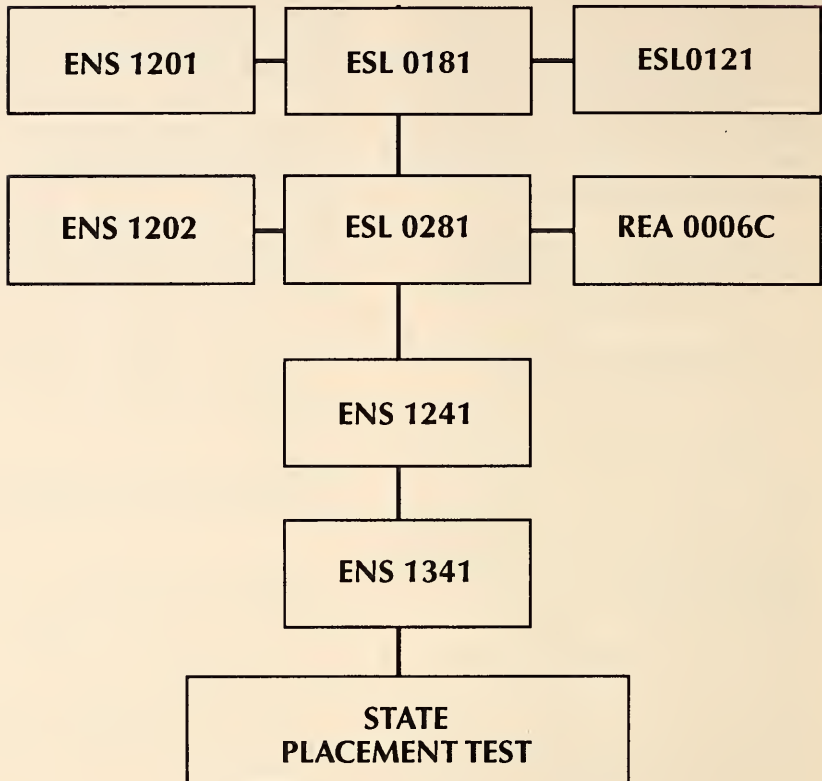 ENS 1201
ESL 0181
ESL0121
ENS 1202
ESL 0281
REA 0006C
ENS 1241
ENS 1341
STATE
PLACEMENT TEST